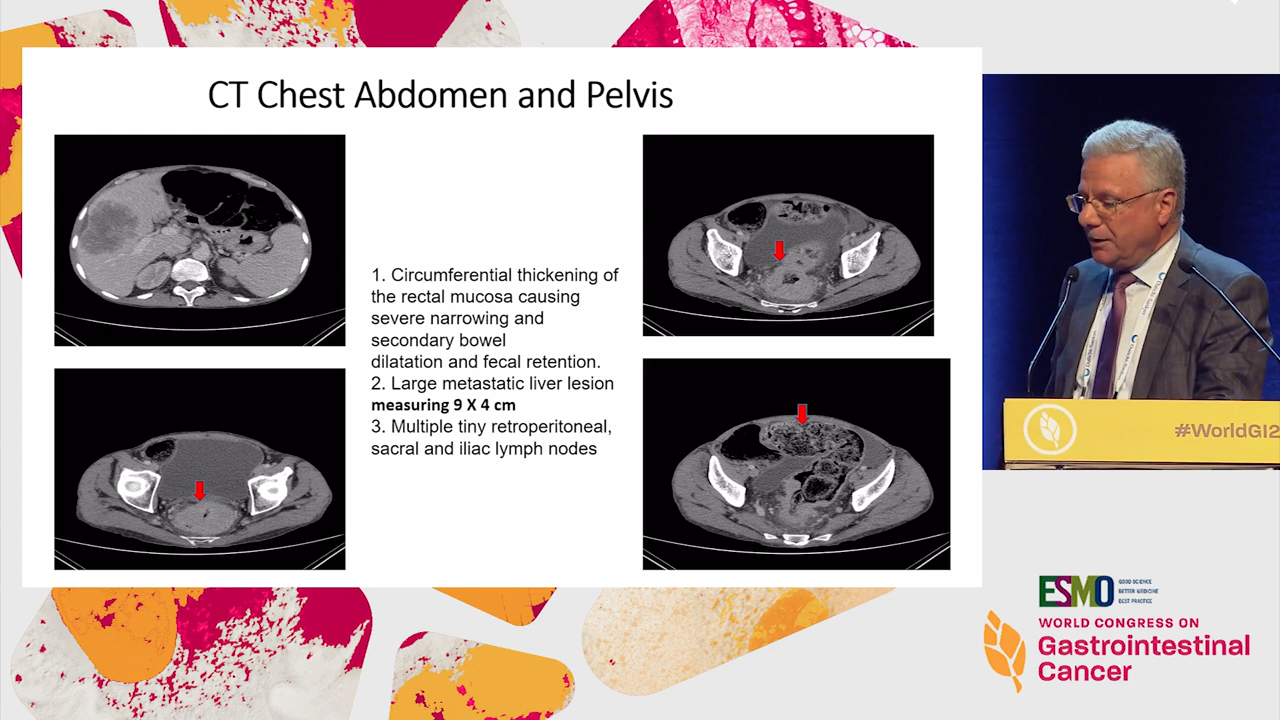 CT Chest Abdomen and Pelvis
1. Circumferential thickening of
the rectal mucosa causing
severe narrowing and
secondary bowel
dilatation and fecal retention.
2. Large metastatic liver lesion
measuring 9 X 4 cm
3. Multiple tiny retroperitoneal,
sacral and iliac lymph nodes
#WorldGI2
ESMO
GOOD SCIENCE
BETTER MEDICINE
BEST PRACTICE
WORLD CONGRESS ON
Gastrointestinal
Cancer